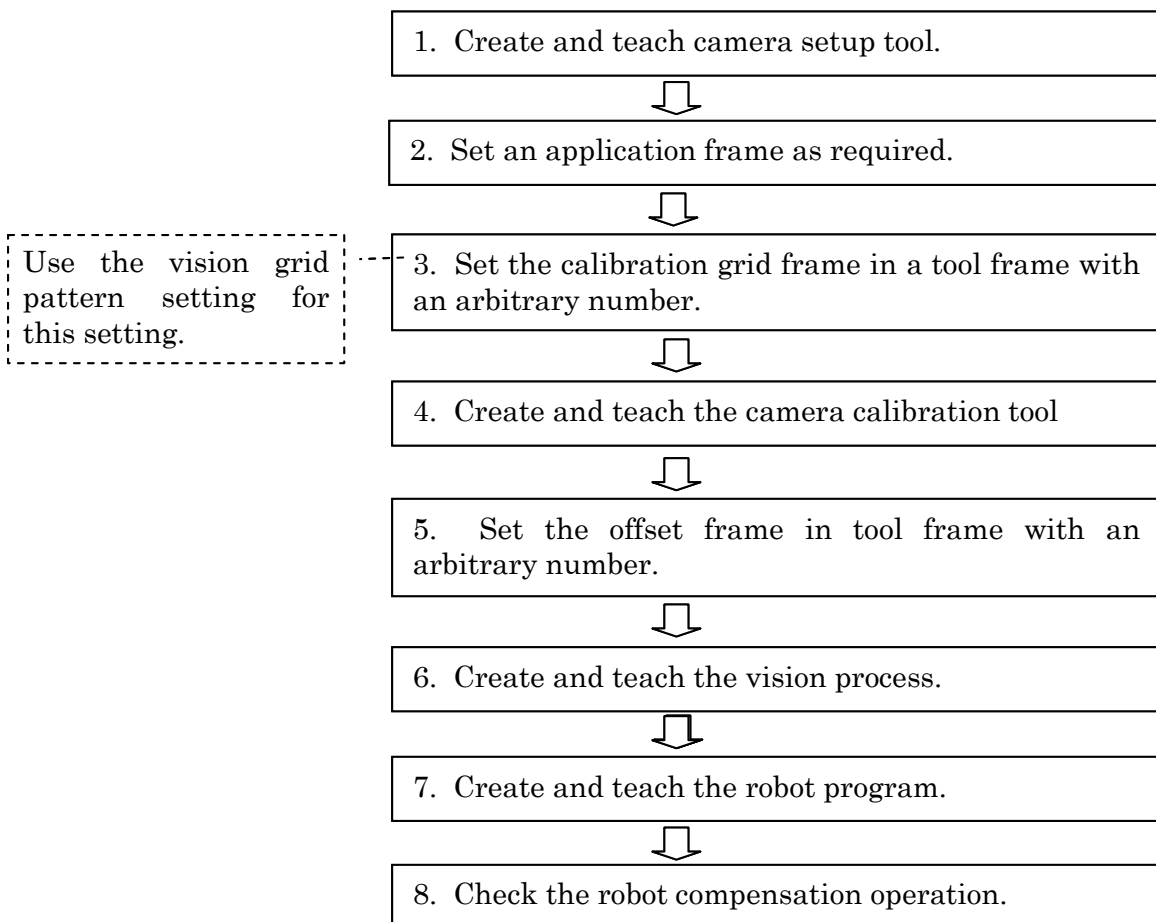 1. Create and teach camera setup tool.
2. Set an application frame as required.
Use the vision grid
pattern setting for
this setting.
3. Set the calibration grid frame in a tool frame with
an arbitrary number.
4. Create and teach the camera calibration tool
5. Set the offset frame in tool frame with an
arbitrary number.
6. Create and teach the vision process.
7. Create and teach the robot program.
8. Check the robot compensation operation.